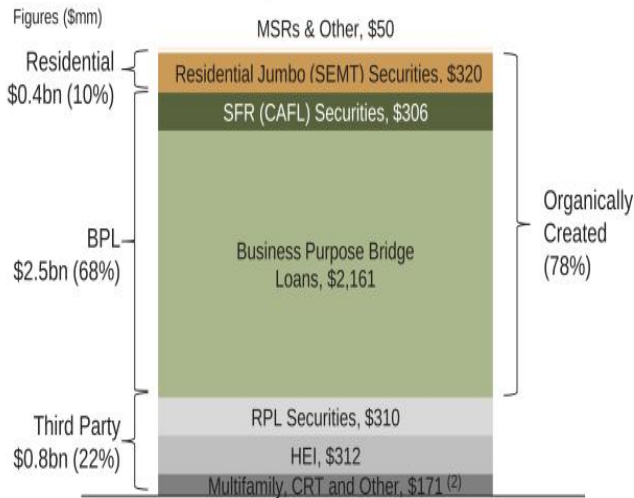 Figures ($mm)
MSRs & Other, $50
Residential
$0.4bn (10%)
Residential Jumbo (SEMT) Securities, $320
SFR (CAFL) Securities, $306
Organically
Created
(78%)
BPL
$2.5bn (68%)
Business Purpose Bridge
Loans, $2,161
Third Party
$0.8bn (22%)
RPL Securities, $310
HEI, $312
Multifamily, CRT and Other, $171 (2)